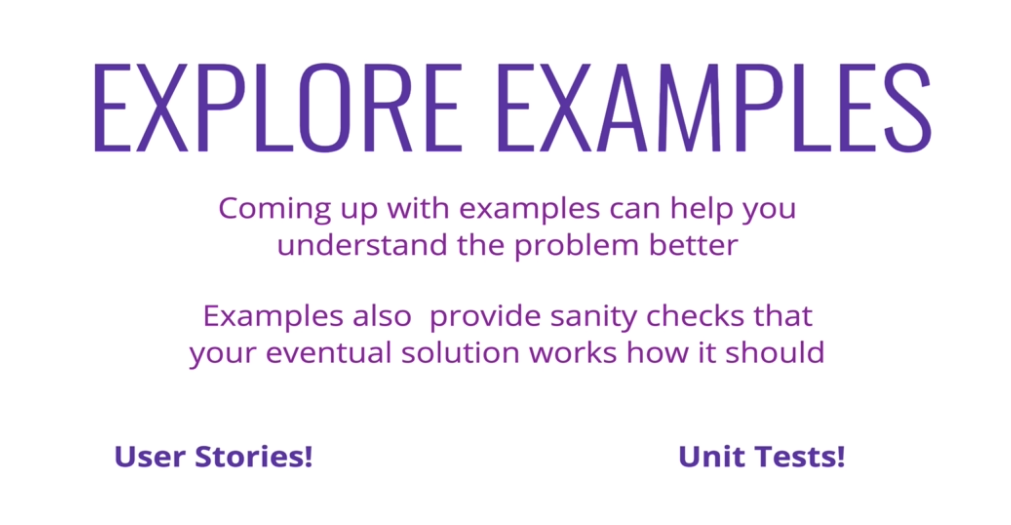 EXPLORE EXAMPLES
Coming up with examples can help you
understand the problem better
Examples also  provide sanity checks that
your eventual solution works how it should
User Stories!
Unit Tests!